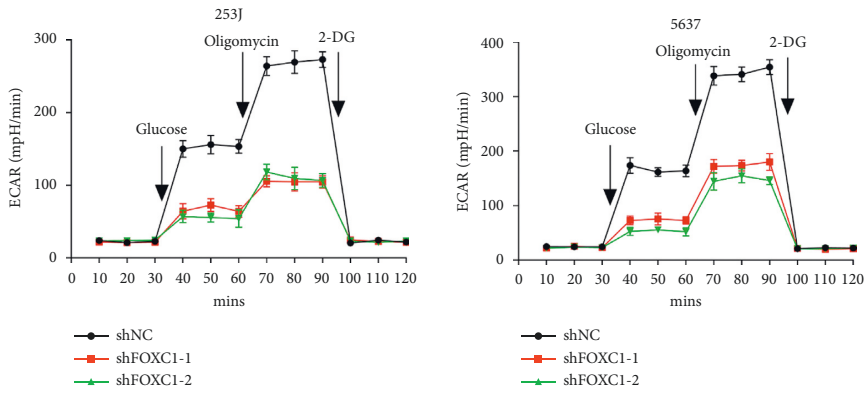 253J
300
200
100
0
ECAR (mpH/min)
Glucose
Oligomycin
2-DG
0 10 20 30 40 50 60 70 80 90 100 110 120
mins
shNC
shFOXC1-1
shFOXC1-2
5637
400
300
200
100
0
ECAR (mpH/min)
Glucose
Oligomycin
2-DG
0 10 20 30 40 50 60 70 80 90 100 110 120
mins
shNC
shFOXC1-1
shFOXC1-2